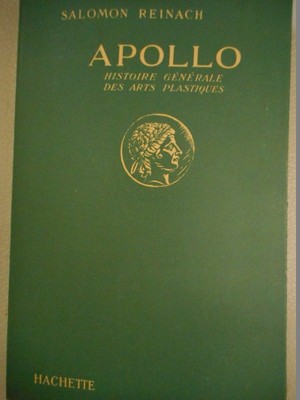 SALOMON REINACH
APOLLO
HISTOIRE GÉNÉRALE
DES ARTS PLASTIQUES
HACHETTE